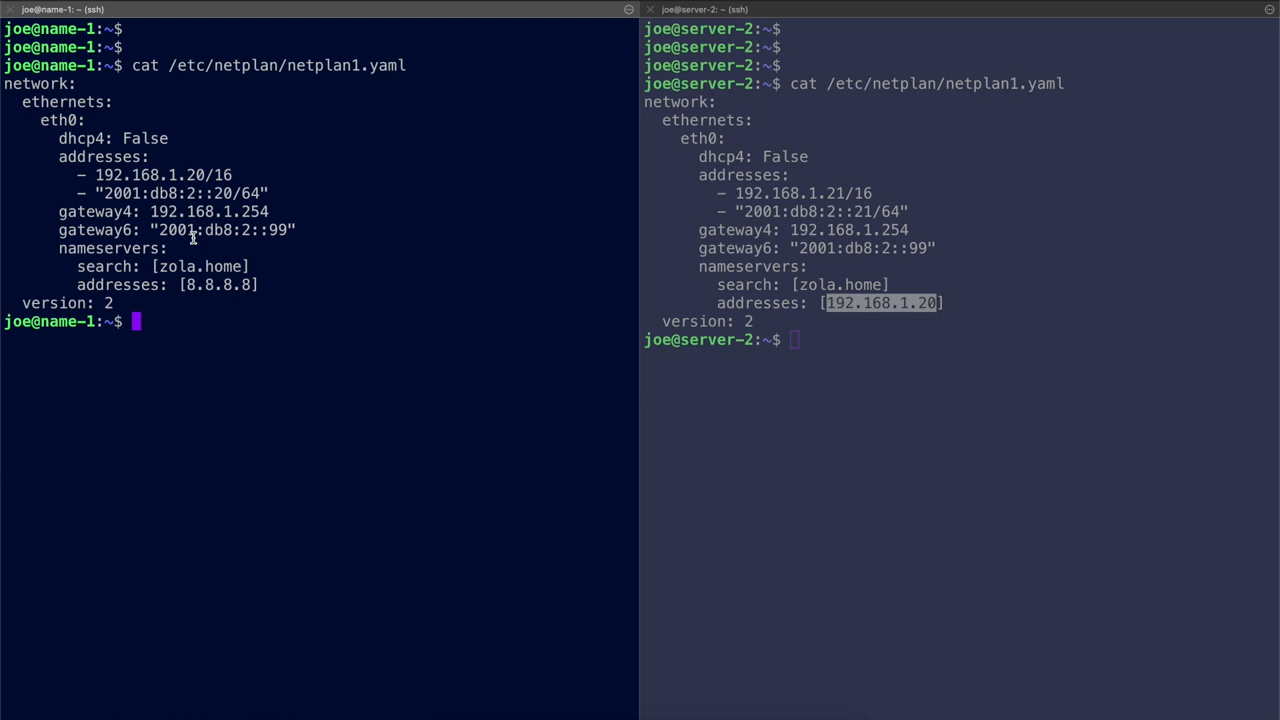 joe@name-1: ~ (ssh)
joe@name-1:~$
joe@name-1:~$
joe@name-1:~$ cat /etc/netplan/netplan1.yaml
network:
  ethernets:
    eth0:
      dhcp4: False
      addresses:
        - 192.168.1.20/16
        - "2001:db8:2::20/64"
      gateway4: 192.168.1.254
      gateway6: "2001:db8:2::99"
      nameservers:
        search: [zola.home]
        addresses: [8.8.8.8]
  version: 2
joe@name-1:~$
joe@server-2: ~ (ssh)
joe@server-2:~$
joe@server-2:~$
joe@server-2:~$
joe@server-2:~$ cat /etc/netplan/netplan1.yaml
network:
  ethernets:
    eth0:
      dhcp4: False
      addresses:
        - 192.168.1.21/16
        - "2001:db8:2::21/64"
      gateway4: 192.168.1.254
      gateway6: "2001:db8:2::99"
      nameservers:
        search: [zola.home]
        addresses: [192.168.1.20]
  version: 2
joe@server-2:~$